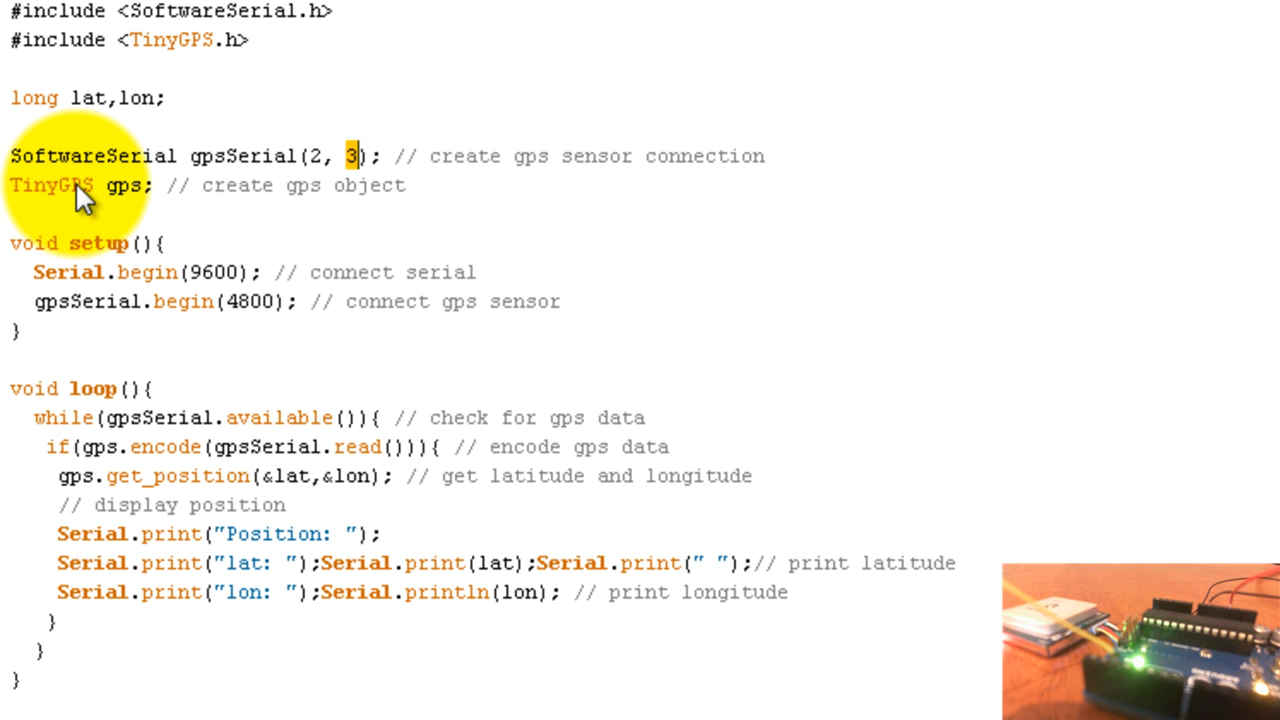 #include <SoftwareSerial.h>
#include <TinyGPS.h>
long lat,lon;
SoftwareSerial gpsSerial(2, 3); // create gps sensor connection
TinyGPS gps; // create gps object
void setup(){
Serial.begin(9600); // connect serial
gpsSerial.begin(4800); // connect gps sensor
}
void loop(){
while(gpsSerial.available()){ // check for gps data
if(gps.encode(gpsSerial.read())){ // encode gps data
gps.get_position(&lat,&lon); // get latitude and longitude
// display position
Serial.print("Position: ");
Serial.print("lat: ");Serial.print(lat);Serial.print(" ");// print latitude
Serial.print("lon: ");Serial.println(lon); // print longitude
}
}
}